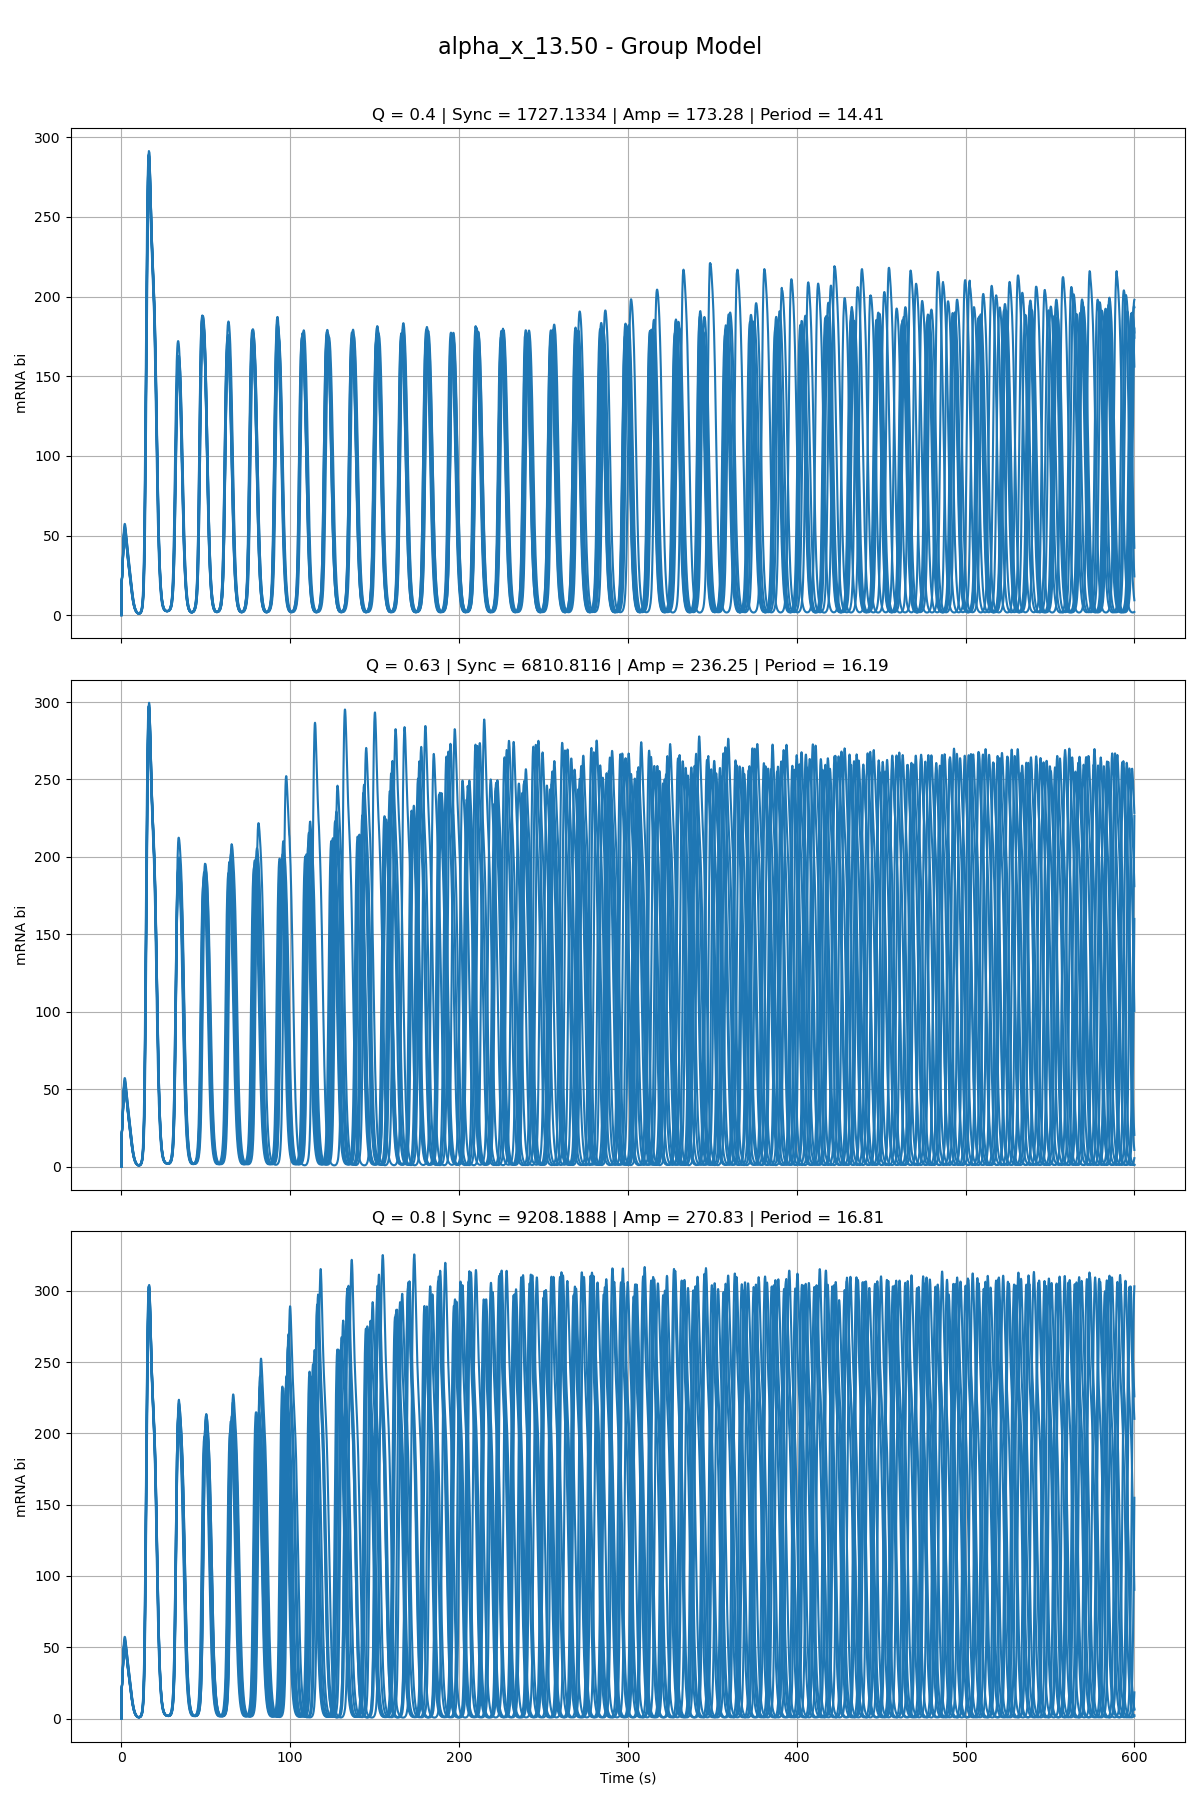 alpha_x_13.50 - Group Model
Q = 0.4 | Sync = 1727.1334 | Amp = 173.28 | Period = 14.41
300
250
200
150
100
50
0
mRNA bi
Q = 0.63 | Sync = 6810.8116 | Amp = 236.25 | Period = 16.19
300
250
200
150
100
50
0
mRNA bi
Q = 0.8 | Sync = 9208.1888 | Amp = 270.83 | Period = 16.81
300
250
200
150
100
50
0
mRNA bi
0 100 200 300 400 500 600
Time (s)